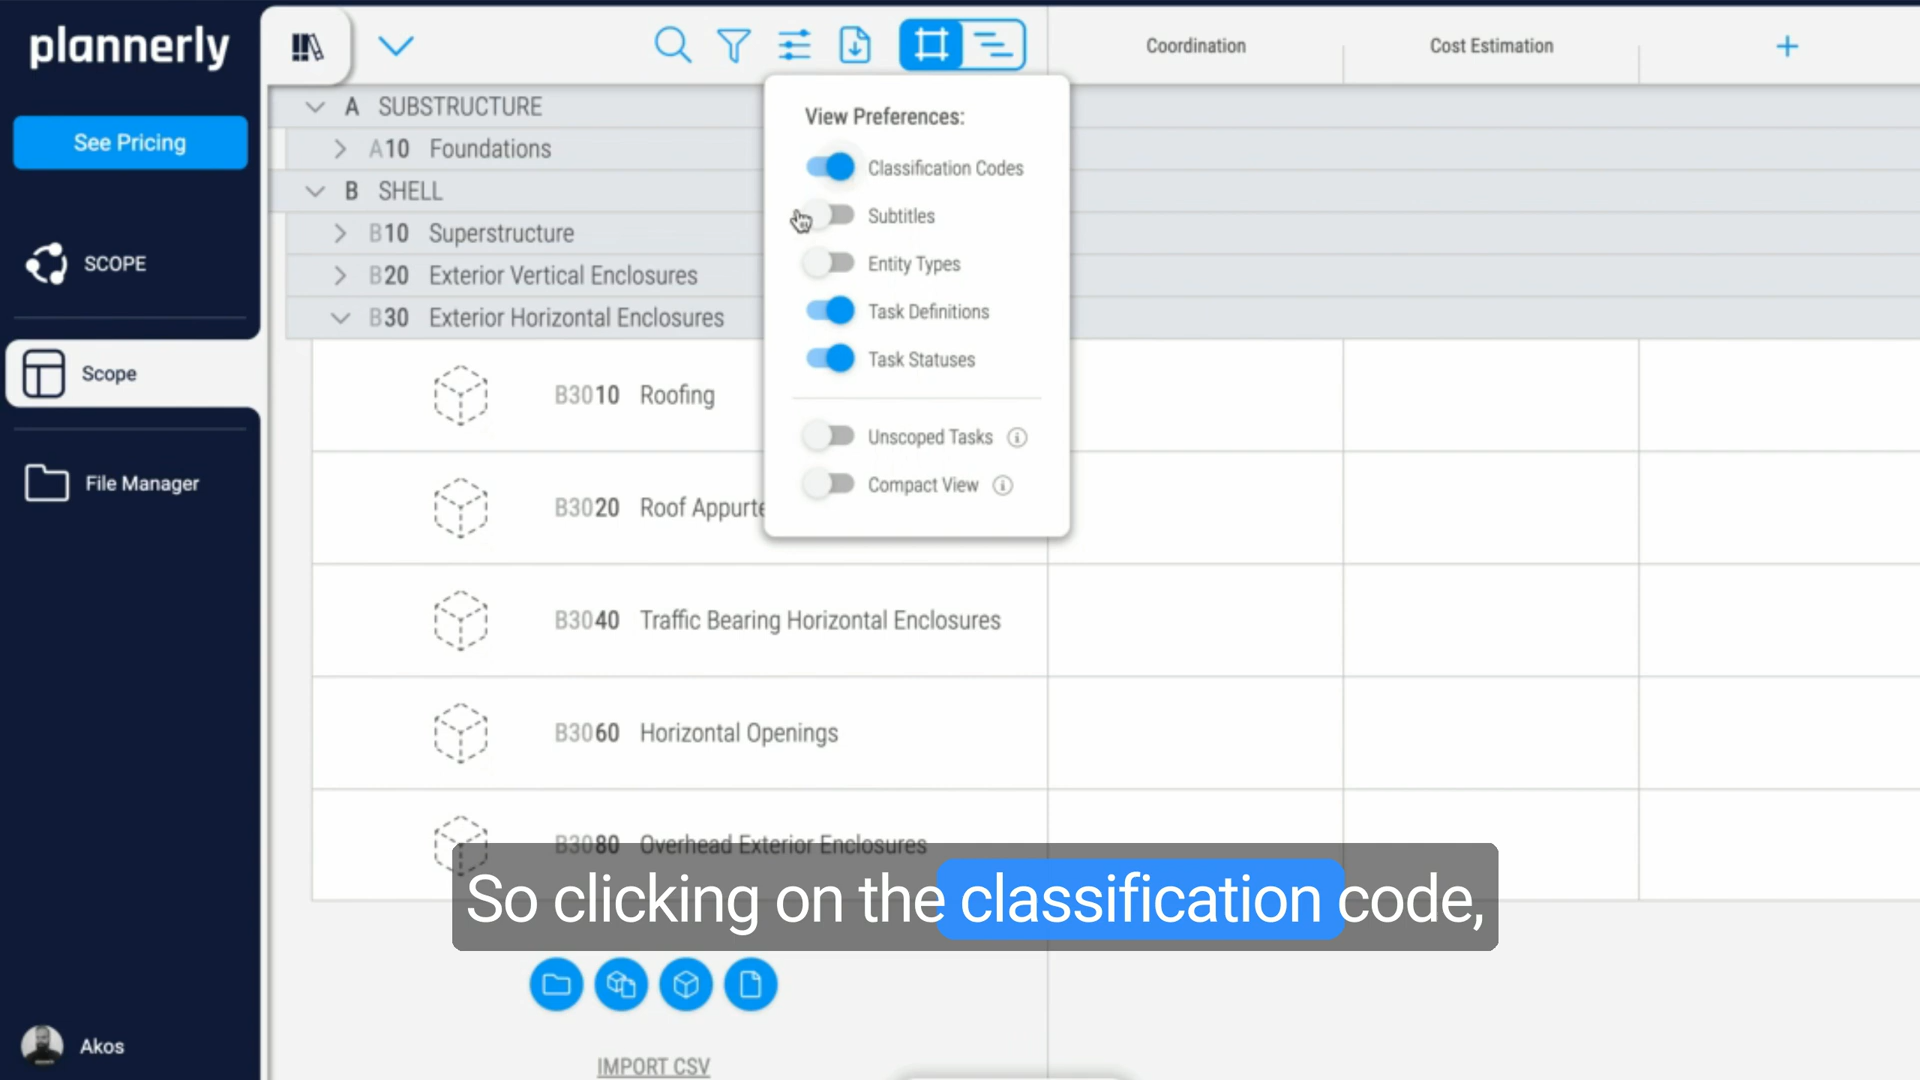 plannerly
See Pricing
SCOPE
Scope
File Manager
Akos
Coordination
Cost Estimation
A SUBSTRUCTURE
A10 Foundations
B SHELL
B10 Superstructure
B20 Exterior Vertical Enclosures
B30 Exterior Horizontal Enclosures
B3010 Roofing
B3020 Roof Appurte
B3040 Traffic Bearing Horizontal Enclosures
B3060 Horizontal Openings
B3080 Overhead Exterior Enclosures
View Preferences:
Classification Codes
Subtitles
Entity Types
Task Definitions
Task Statuses
Unscoped Tasks
Compact View
So clicking on the classification code,
IMPORT CSV